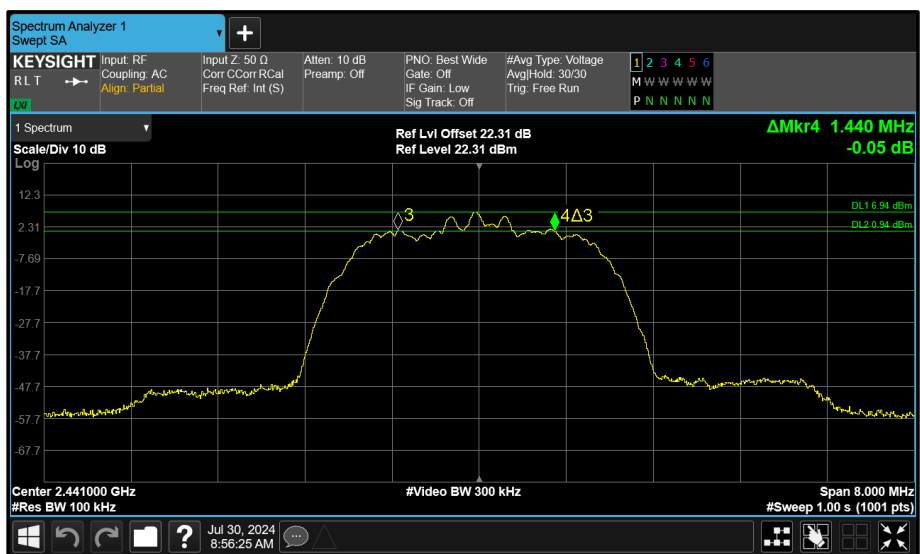 Spectrum Analyzer 1
Swept SA
+
KEYSIGHT
RLT
LXI
Input: RF
Coupling: AC
Align: Partial
Input Z: 50 Ω
Corr CCorr RCal
Freq Ref: Int (S)
Atten: 10 dB
Preamp: Off
PNO: Best Wide
Gate: Off
IF Gain: Low
Sig Track: Off
#Avg Type: Voltage
Avg|Hold: 30/30
Trig: Free Run
1 2 3 4 5 6
M W W W W W
P N N N N N
1 Spectrum
Scale/Div 10 dB
Log
Ref Lvl Offset 22.31 dB
Ref Level 22.31 dBm
ΔMkr4 1.440 MHz
-0.05 dB
12.3
DL1 6.94 dBm
3
4Δ3
2.31
DL2 0.94 dBm
-7.69
-17.7
-27.7
-37.7
-47.7
-57.7
-67.7
Center 2.441000 GHz
#Video BW 300 kHz
Span 8.000 MHz
#Res BW 100 kHz
#Sweep 1.00 s (1001 pts)
?
Jul 30, 2024
8:56:25 AM